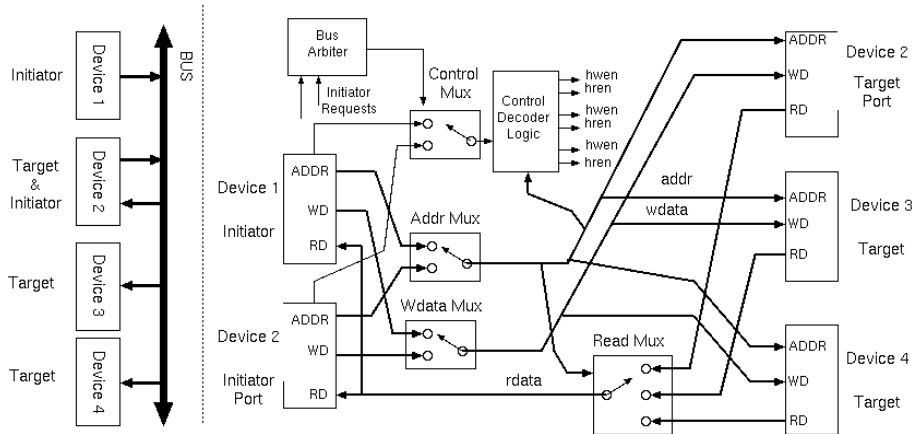 Initiator
Device 1
BUS
Target
&
Initiator
Device 2
Target
Device 3
Target
Device 4
Bus
Arbiter
Initiator
Requests
Control
Mux
Control
Decoder
Logic
hwen
hren
hwen
hren
hwen
hren
Device 1
Initiator
ADDR
WD
RD
Addr Mux
Device 2
Initiator
Port
ADDR
WD
RD
Wdata Mux
rdata
Read Mux
addr
wdata
ADDR
WD
RD
Device 2
Target
Port
ADDR
WD
RD
Device 3
Target
ADDR
WD
RD
Device 4
Target